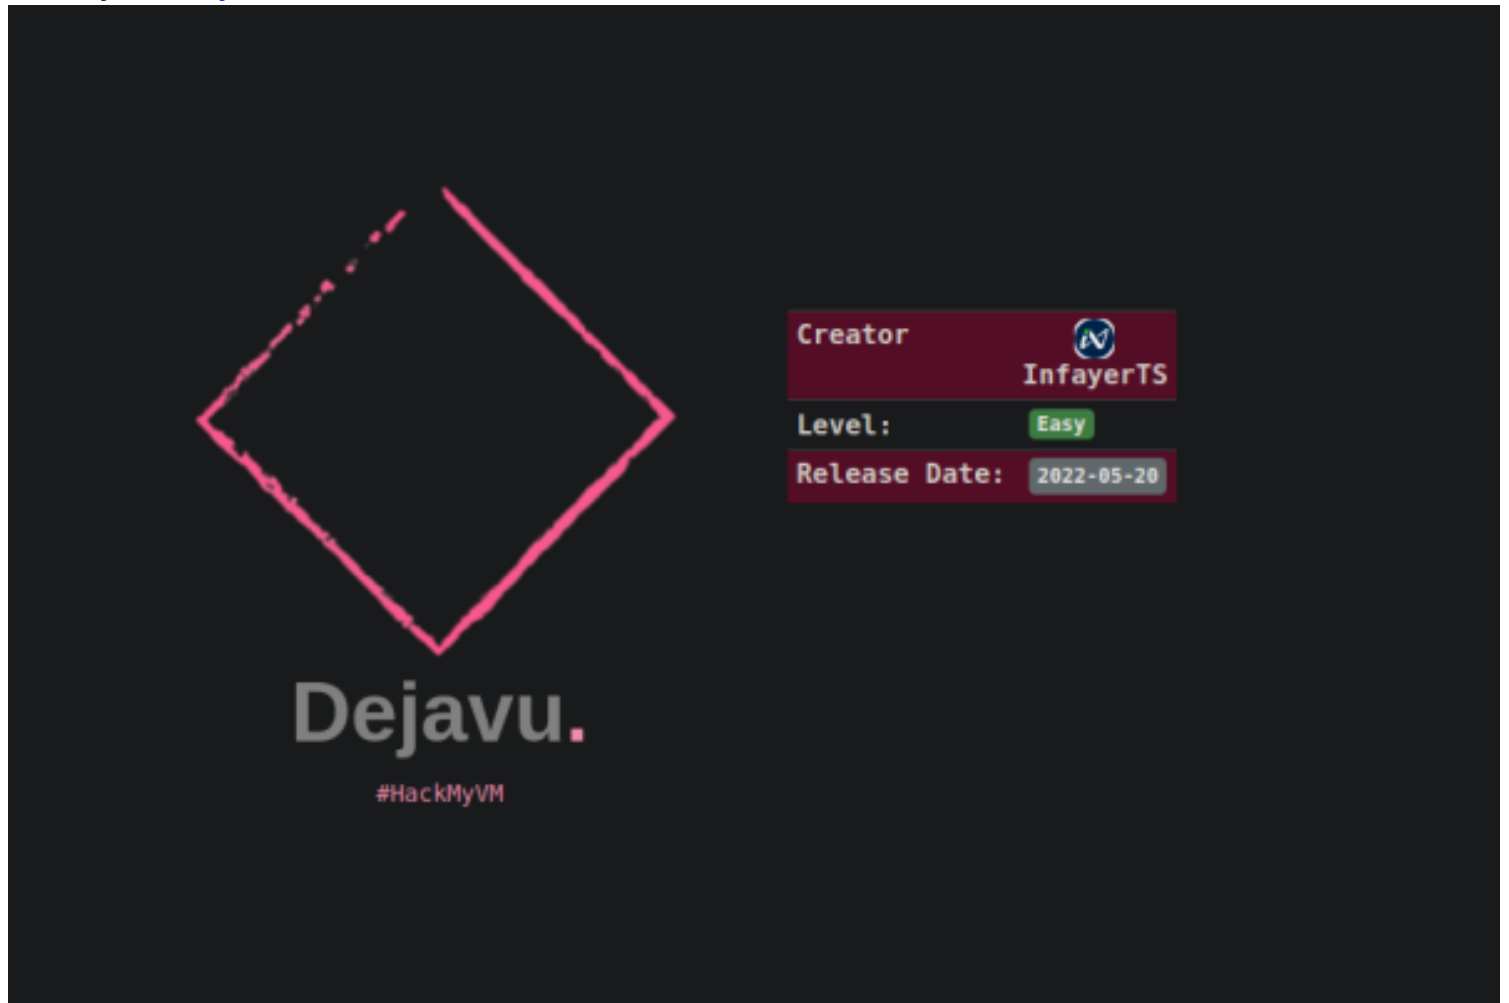 Creator
InfayerTS
Level: Easy
Release Date: 2022-05-20
Dejavu.
#HackMyVM